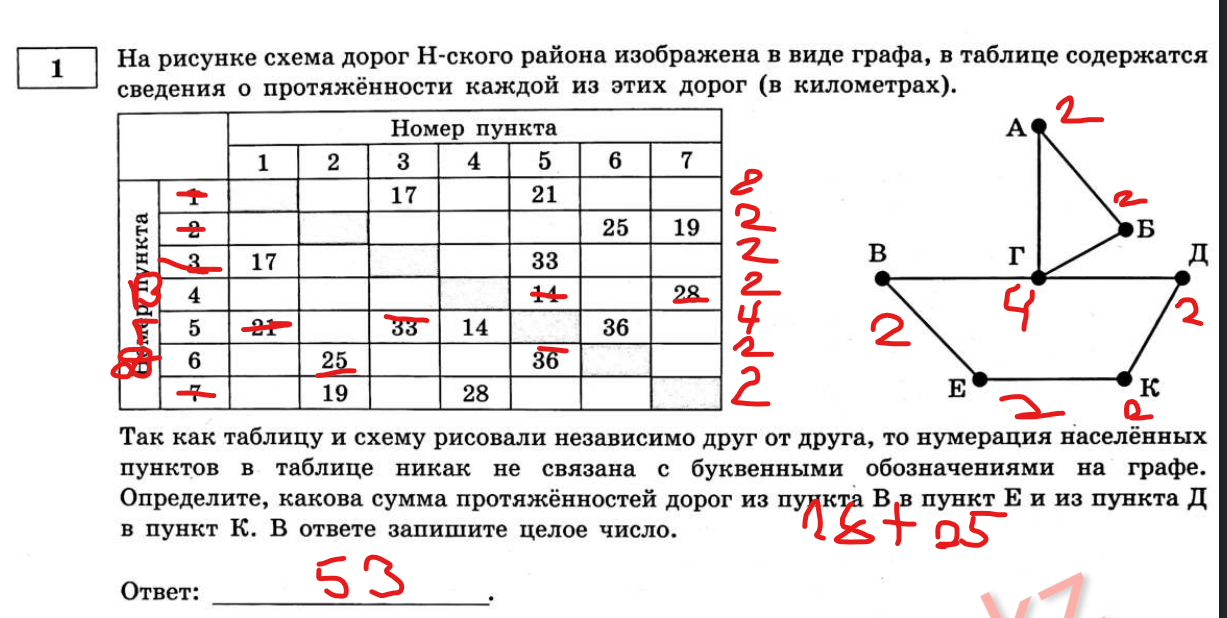 1
На рисунке схема дорог Н-ского района изображена в виде графа, в таблице содержатся
сведения о протяжённости каждой из этих дорог (в километрах).
Номер пункта
1 2 3 4 5 6 7
Номер пункта
1 17 21
2 25 19
3 17 33
4 14 28
5 21 33 14 36
6 25 36
7 19 28
8
2
2
2
4
2
2
А 2
2 Б
В Г Д
4 2
2
Е К
2
Так как таблицу и схему рисовали независимо друг от друга, то нумерация населённых
пунктов в таблице никак не связана с буквенными обозначениями на графе.
Определите, какова сумма протяжённостей дорог из пункта В в пункт Е и из пункта Д
в пункт К. В ответе запишите целое число.
Ответ: 53.